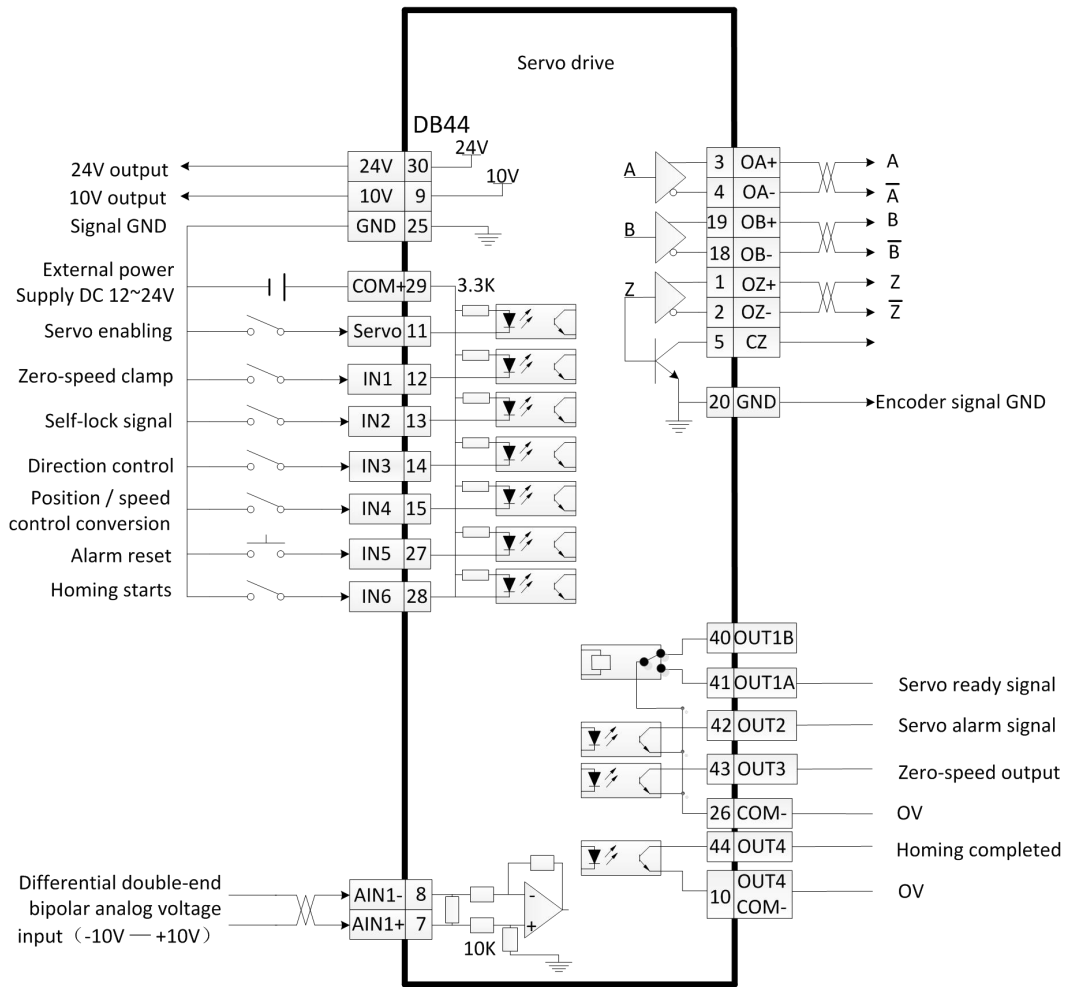 Servo drive
DB44
24V
10V
24V output
24V 30
10V output
10V 9
Signal GND
GND 25
External power
Supply DC 12~24V
COM+ 29
3.3K
Servo enabling
Servo 11
Zero-speed clamp
IN1 12
Self-lock signal
IN2 13
Direction control
IN3 14
Position / speed
control conversion
IN4 15
Alarm reset
IN5 27
Homing starts
IN6 28
Differential double-end
bipolar analog voltage
input（-10V — +10V）
AIN1- 8
AIN1+ 7
10K
-
+
A
3 OA+
A
4 OA-
A̅
B
19 OB+
B
18 OB-
B̅
Z
1 OZ+
Z
2 OZ-
Z̅
5 CZ
20 GND
Encoder signal GND
40 OUT1B
41 OUT1A
Servo ready signal
42 OUT2
Servo alarm signal
43 OUT3
Zero-speed output
26 COM-
OV
44 OUT4
Homing completed
10 OUT4
COM-
OV